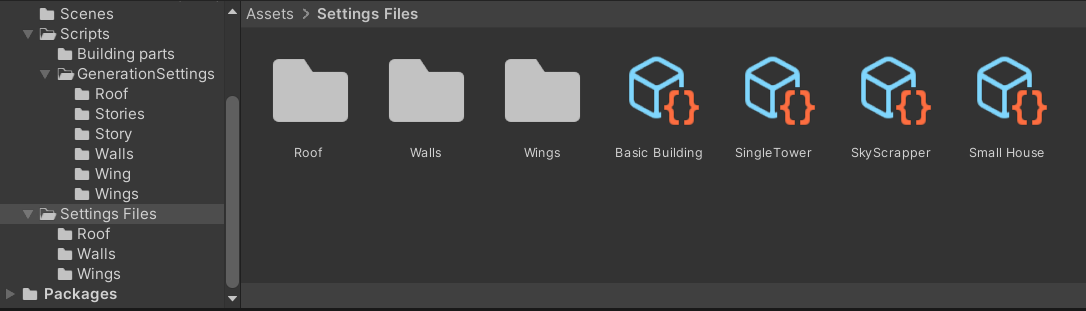 Scenes
Scripts
Building parts
GenerationSettings
Roof
Stories
Story
Walls
Wing
Wings
Settings Files
Roof
Walls
Wings
Packages
Assets > Settings Files
Roof
Walls
Wings
Basic Building
SingleTower
SkyScrapper
Small House